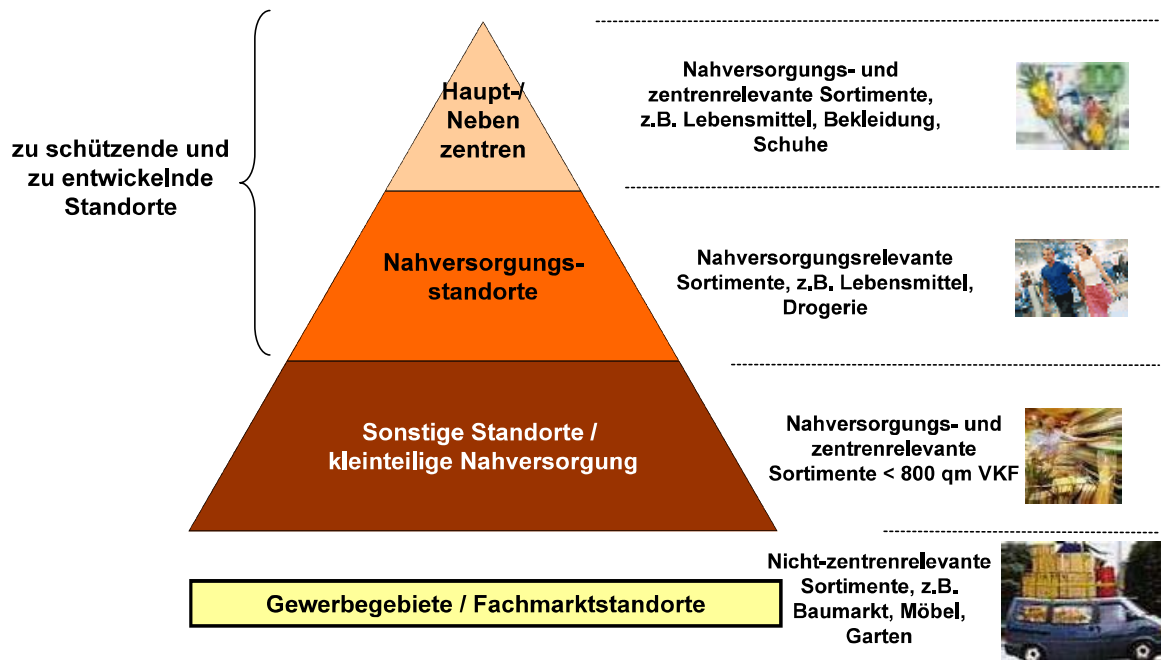 zu schützende und
zu entwickelnde
Standorte
Haupt-/
Neben
zentren
Nahversorgungs- und
zentrenrelevante Sortimente,
z.B. Lebensmittel, Bekleidung,
Schuhe
Nahversorgungs-
standorte
Nahversorgungsrelevante
Sortimente, z.B. Lebensmittel,
Drogerie
Sonstige Standorte /
kleinteilige Nahversorgung
Nahversorgungs- und
zentrenrelevante
Sortimente < 800 qm VKF
Gewerbegebiete / Fachmarktstandorte
Nicht-zentrenrelevante
Sortimente, z.B.
Baumarkt, Möbel,
Garten